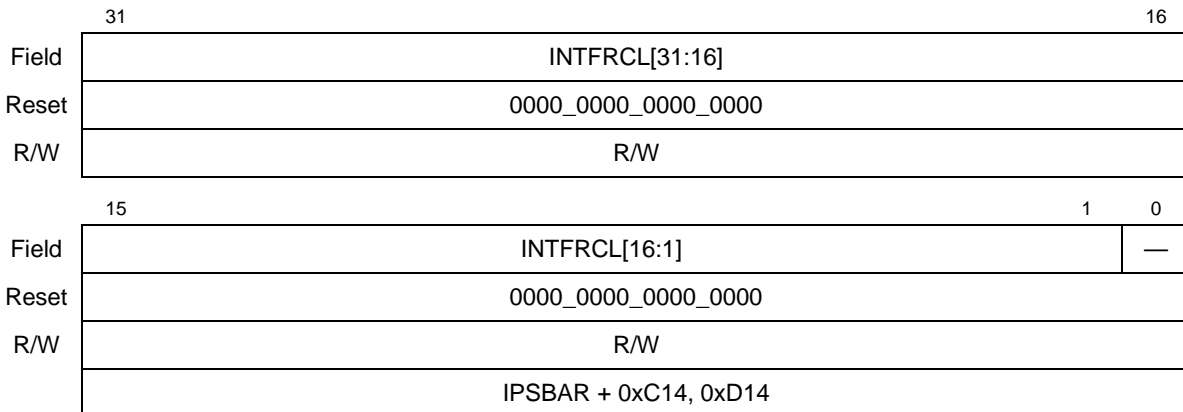 31 16
Field INTFRCL[31:16]
Reset 0000_0000_0000_0000
R/W R/W
15 1 0
Field INTFRCL[16:1] —
Reset 0000_0000_0000_0000
R/W R/W
IPSBAR + 0xC14, 0xD14